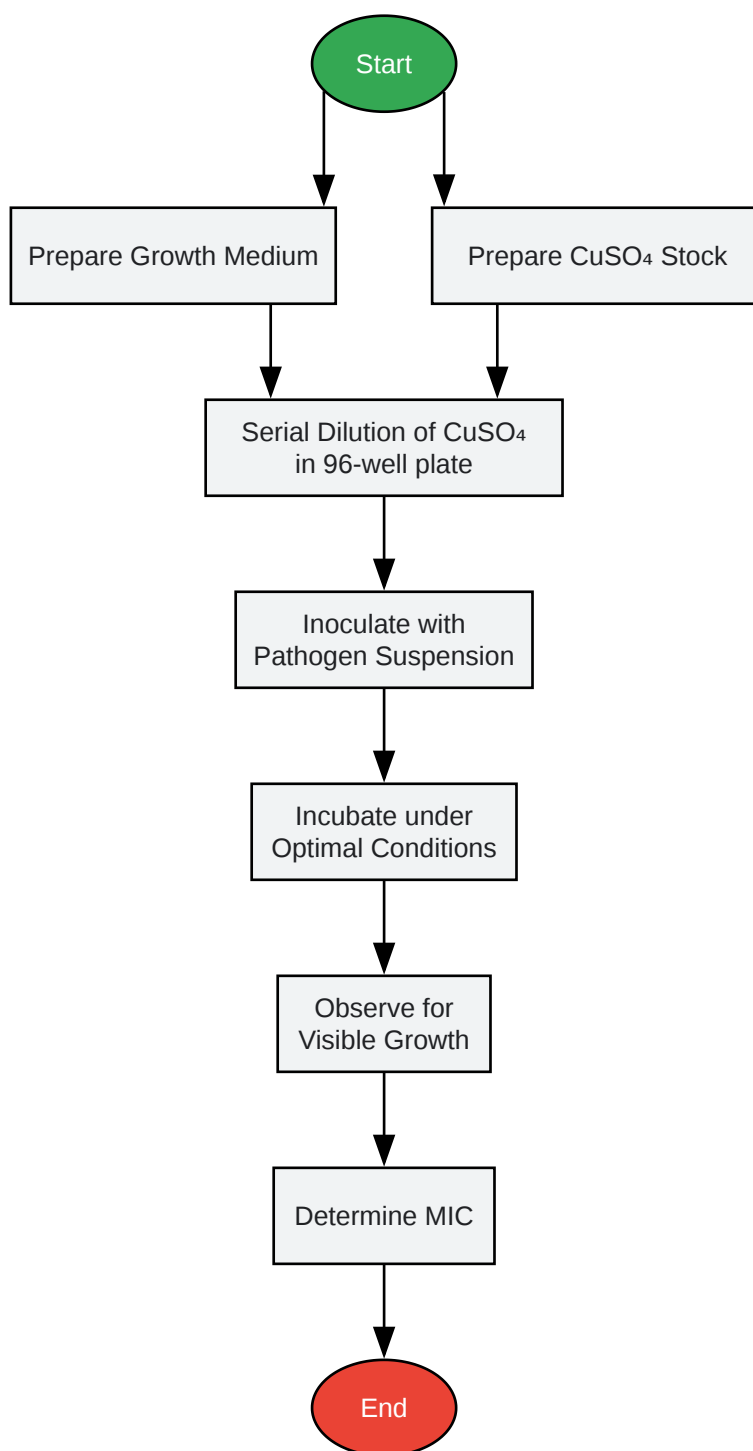 Start
Prepare Growth Medium
Prepare CuSO₄ Stock
Serial Dilution of CuSO₄
in 96-well plate
Inoculate with
Pathogen Suspension
Incubate under
Optimal Conditions
Observe for
Visible Growth
Determine MIC
End